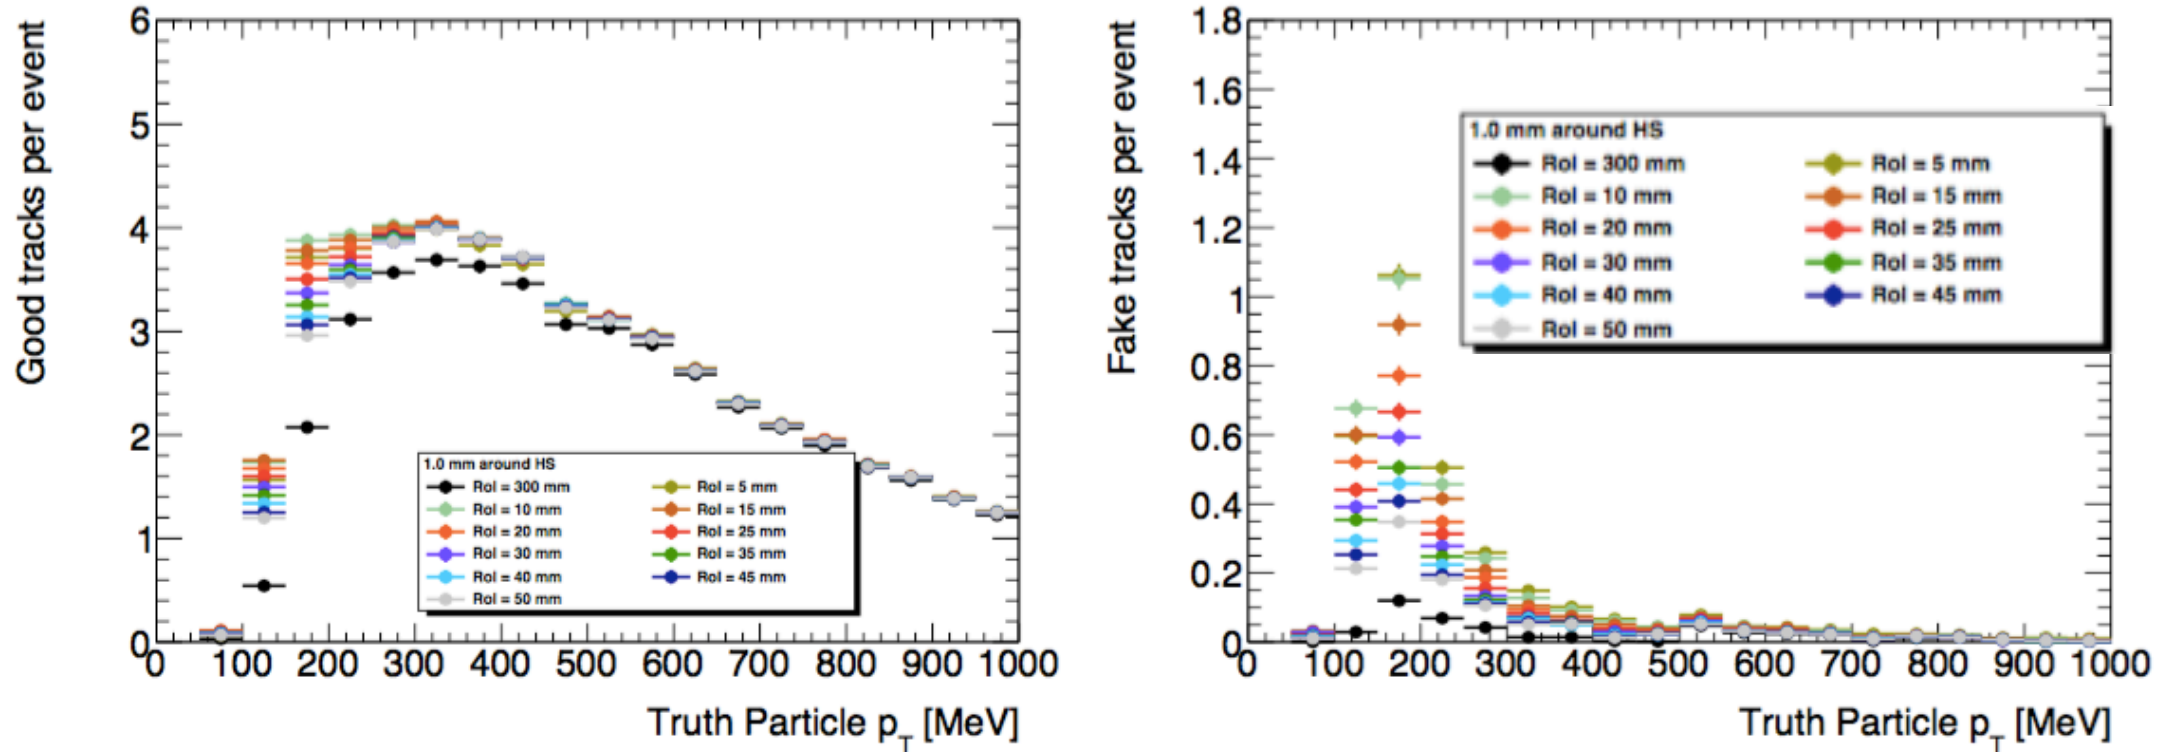 Good tracks per event
6
5
4
3
2
1
0
0 100 200 300 400 500 600 700 800 900 1000
Truth Particle pT [MeV]
1.0 mm around HS
RoI = 300 mm RoI = 5 mm
RoI = 10 mm RoI = 15 mm
RoI = 20 mm RoI = 25 mm
RoI = 30 mm RoI = 35 mm
RoI = 40 mm RoI = 45 mm
RoI = 50 mm
Fake tracks per event
1.8
1.6
1.4
1.2
1
0.8
0.6
0.4
0.2
0
0 100 200 300 400 500 600 700 800 900 1000
Truth Particle pT [MeV]
1.0 mm around HS
RoI = 300 mm RoI = 5 mm
RoI = 10 mm RoI = 15 mm
RoI = 20 mm RoI = 25 mm
RoI = 30 mm RoI = 35 mm
RoI = 40 mm RoI = 45 mm
RoI = 50 mm